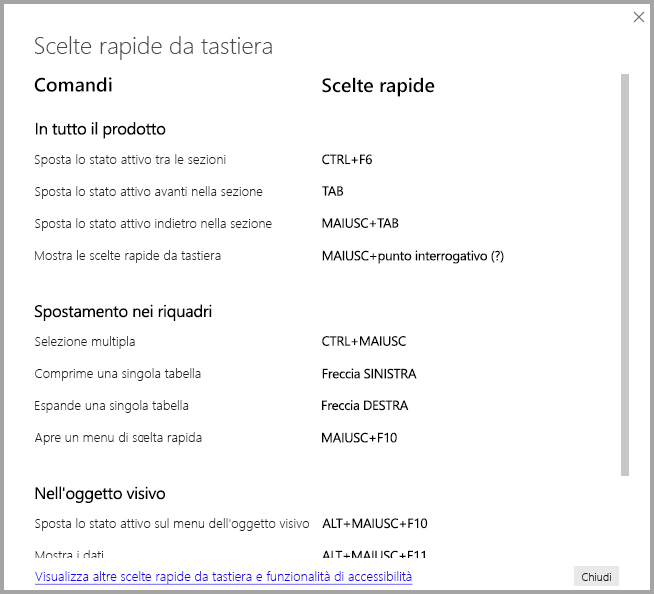 Scelte rapide da tastiera
Comandi Scelte rapide
In tutto il prodotto
Sposta lo stato attivo tra le sezioni CTRL+F6
Sposta lo stato attivo avanti nella sezione TAB
Sposta lo stato attivo indietro nella sezione MAIUSC+TAB
Mostra le scelte rapide da tastiera MAIUSC+punto interrogativo (?)
Spostamento nei riquadri
Selezione multipla CTRL+MAIUSC
Comprime una singola tabella Freccia SINISTRA
Espande una singola tabella Freccia DESTRA
Apre un menu di scelta rapida MAIUSC+F10
Nell'oggetto visivo
Sposta lo stato attivo sul menu dell'oggetto visivo ALT+MAIUSC+F10
Mostra i dati ALT+MAIUSC+F11
Visualizza altre scelte rapide da tastiera e funzionalità di accessibilità Chiudi